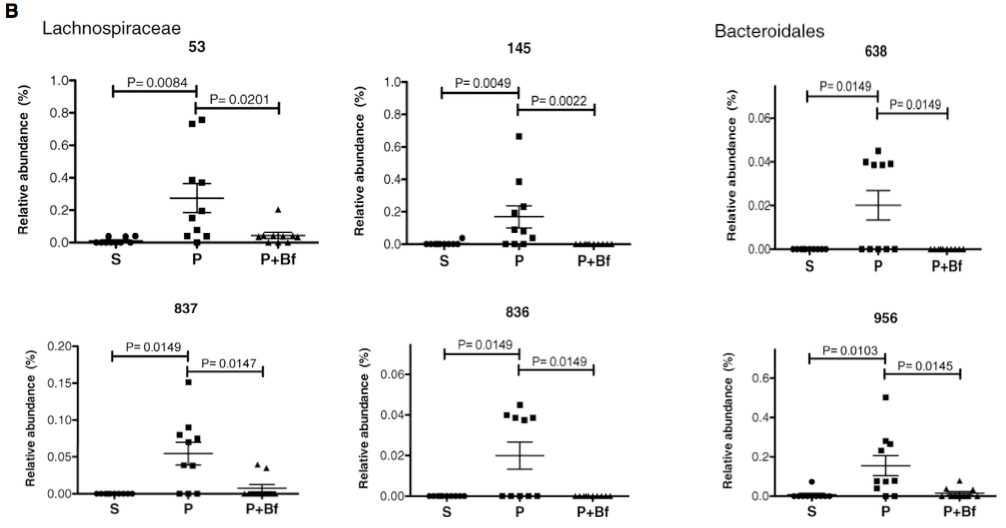 B
Lachnospiraceae
Bacteroidales
53
Relative abundance (%)
1.0
0.8
0.6
0.4
0.2
0.0
P= 0.0084
P= 0.0201
S P P+Bf
145
Relative abundance (%)
1.0
0.8
0.6
0.4
0.2
0.0
P= 0.0049
P= 0.0022
S P P+Bf
638
Relative abundance (%)
0.06
0.04
0.02
0.00
P= 0.0149
P= 0.0149
S P P+Bf
837
Relative abundance (%)
0.20
0.15
0.10
0.05
0.00
P= 0.0149
P= 0.0147
S P P+Bf
836
Relative abundance (%)
0.06
0.04
0.02
0.00
P= 0.0149
P= 0.0149
S P P+Bf
956
Relative abundance (%)
0.6
0.4
0.2
0.0
P= 0.0103
P= 0.0145
S P P+Bf